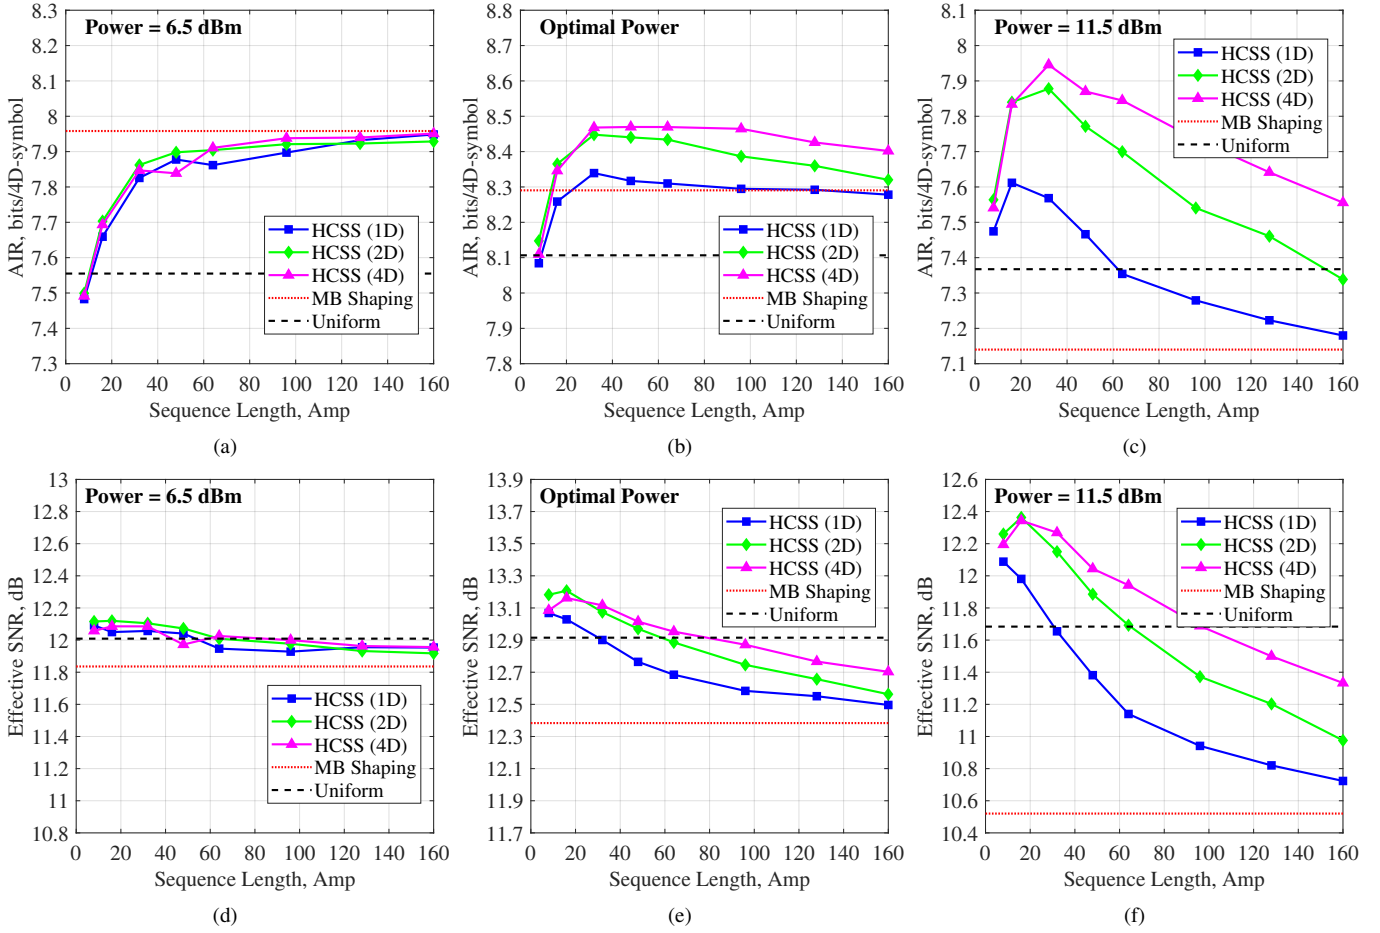 Power = 6.5 dBm
AIR, bits/4D-symbol
8.3
8.2
8.1
8
7.9
7.8
7.7
7.6
7.5
7.4
7.3
HCSS (1D)
HCSS (2D)
HCSS (4D)
MB Shaping
Uniform
0 20 40 60 80 100 120 140 160
Sequence Length, Amp
(a)
Optimal Power
AIR, bits/4D-symbol
8.8
8.7
8.6
8.5
8.4
8.3
8.2
8.1
8
7.9
7.8
HCSS (1D)
HCSS (2D)
HCSS (4D)
MB Shaping
Uniform
0 20 40 60 80 100 120 140 160
Sequence Length, Amp
(b)
Power = 11.5 dBm
AIR, bits/4D-symbol
8.1
8
7.9
7.8
7.7
7.6
7.5
7.4
7.3
7.2
7.1
HCSS (1D)
HCSS (2D)
HCSS (4D)
MB Shaping
Uniform
0 20 40 60 80 100 120 140 160
Sequence Length, Amp
(c)
Power = 6.5 dBm
Effective SNR, dB
13
12.8
12.6
12.4
12.2
12
11.8
11.6
11.4
11.2
11
10.8
HCSS (1D)
HCSS (2D)
HCSS (4D)
MB Shaping
Uniform
0 20 40 60 80 100 120 140 160
Sequence Length, Amp
(d)
Optimal Power
Effective SNR, dB
13.9
13.7
13.5
13.3
13.1
12.9
12.7
12.5
12.3
12.1
11.9
11.7
HCSS (1D)
HCSS (2D)
HCSS (4D)
MB Shaping
Uniform
0 20 40 60 80 100 120 140 160
Sequence Length, Amp
(e)
Power = 11.5 dBm
Effective SNR, dB
12.6
12.4
12.2
12
11.8
11.6
11.4
11.2
11
10.8
10.6
10.4
HCSS (1D)
HCSS (2D)
HCSS (4D)
MB Shaping
Uniform
0 20 40 60 80 100 120 140 160
Sequence Length, Amp
(f)